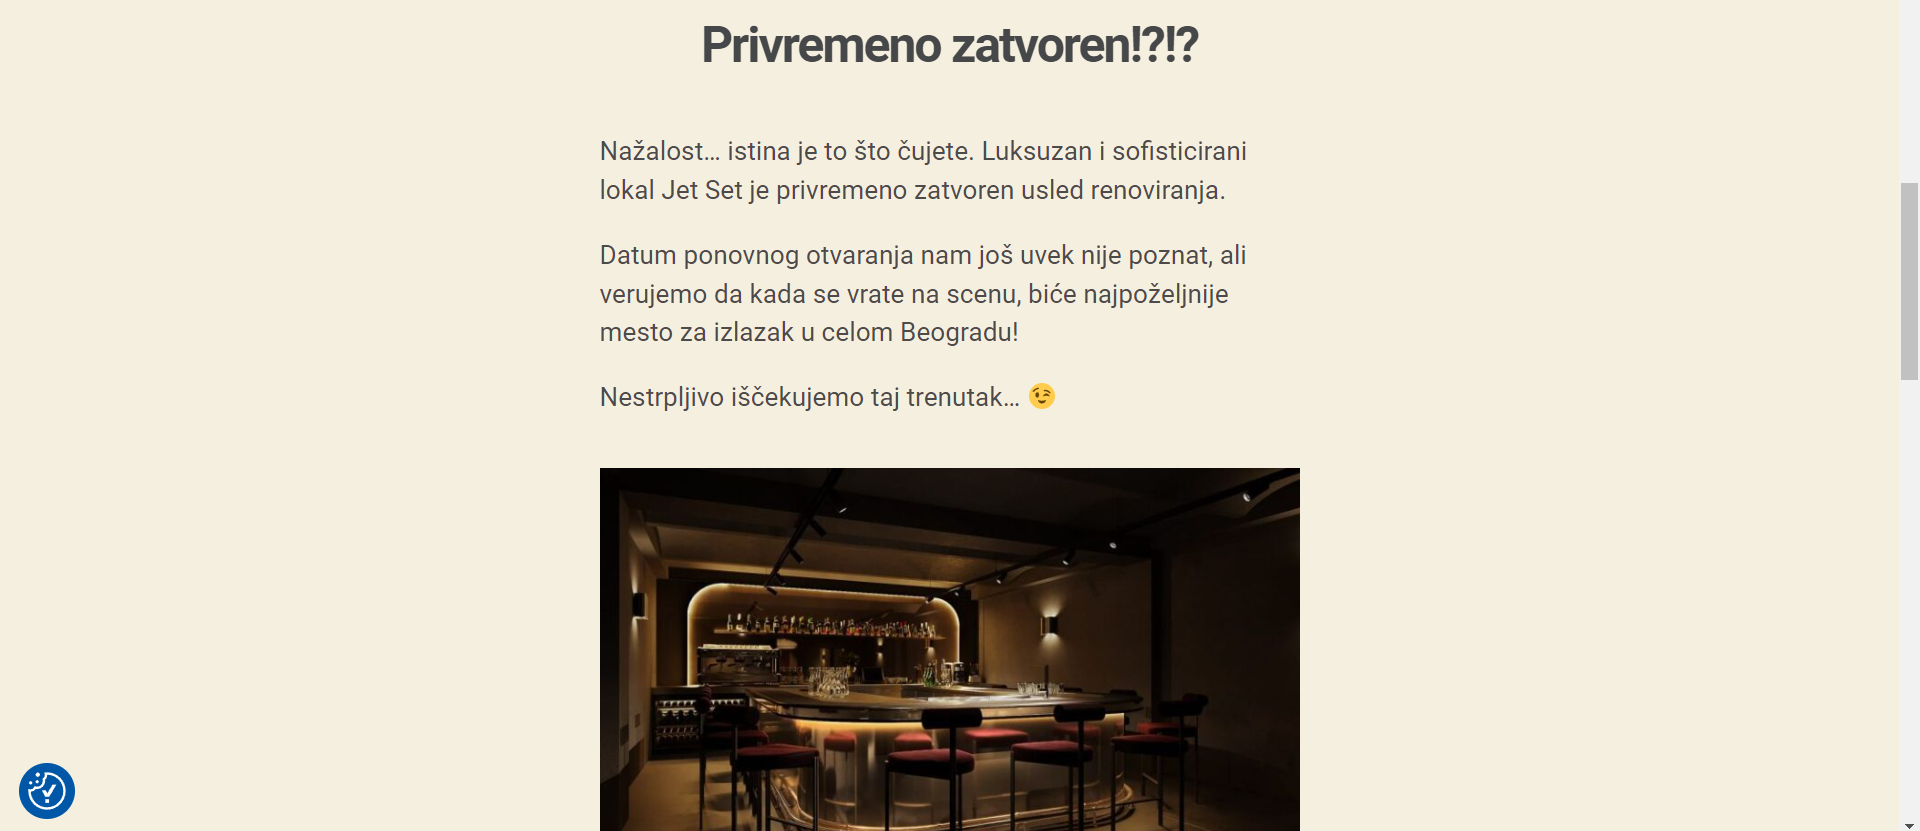 Privremeno zatvoren!?!?
Nažalost… istina je to što čujete. Luksuzan i sofisticirani
lokal Jet Set je privremeno zatvoren usled renoviranja.
Datum ponovnog otvaranja nam još uvek nije poznat, ali
verujemo da kada se vrate na scenu, biće najpoželjnije
mesto za izlazak u celom Beogradu!
Nestrpljivo iščekujemo taj trenutak… 😉